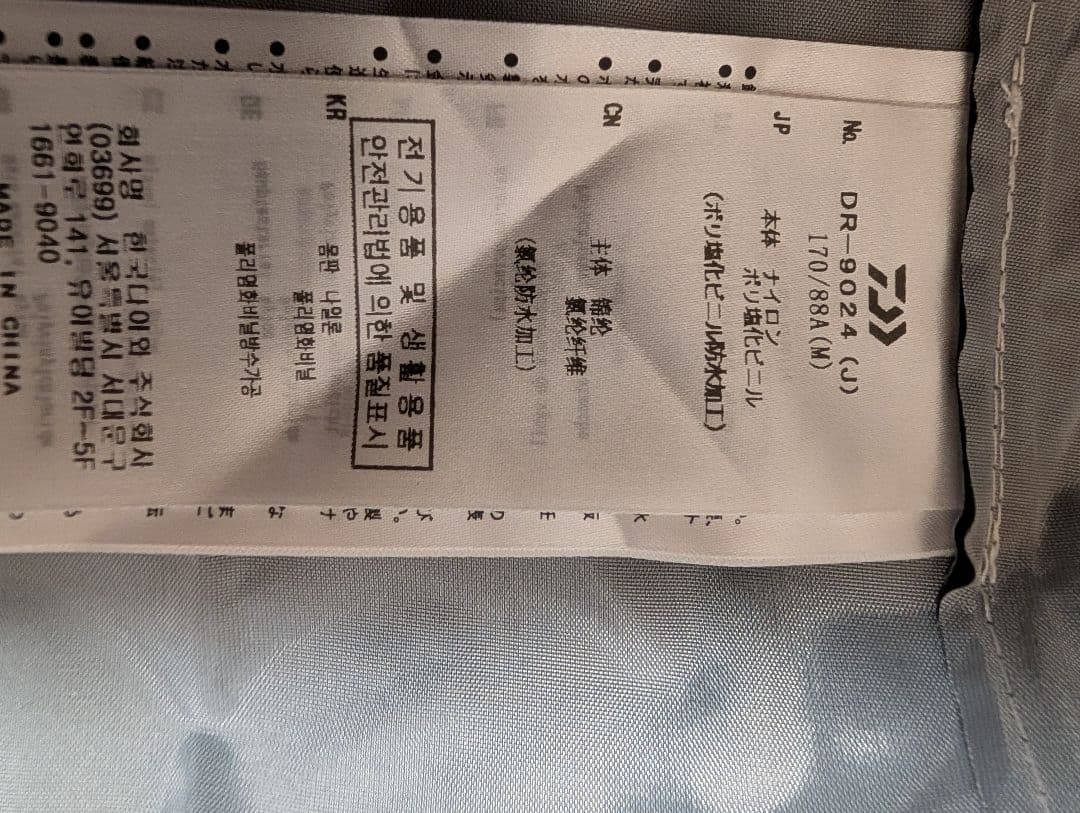 No. DR-9024 (J)
170/88A(M)
JP
本体 ナイロン
ポリ塩化ビニル
(ポリ塩化ビニル防水加工)
CN
主体 锦纶
氯纶纤维
(氯纶防水加工)
전기용품 및 생활용품
안전관리법에 의한 품질표시
KR
몸판 나일론
폴리염화비닐
폴리염화비닐발수가공
회사명 한국다이와 주식회사
(03699) 서울특별시 서대문구
연희로 141, 유이빌딩 2F-5F
1661-9040
MADE IN CHINA